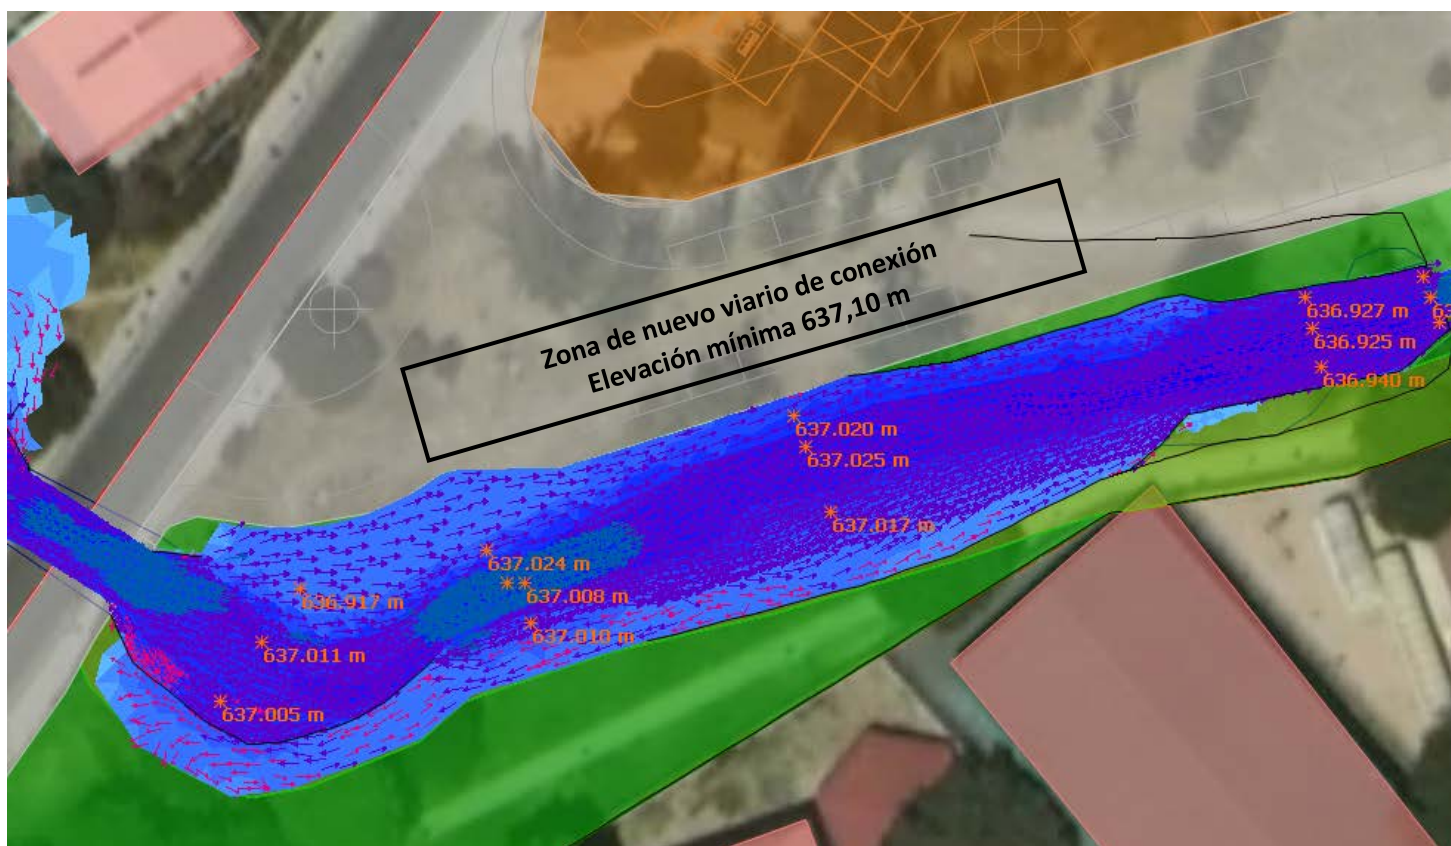 Zona de nuevo viario de conexión
Elevación mínima 637,10 m
636.927 m
636.925 m
636.940 m
637.020 m
637.025 m
637.017 m
637.024 m
637.008 m
636.917 m
637.010 m
637.011 m
637.005 m